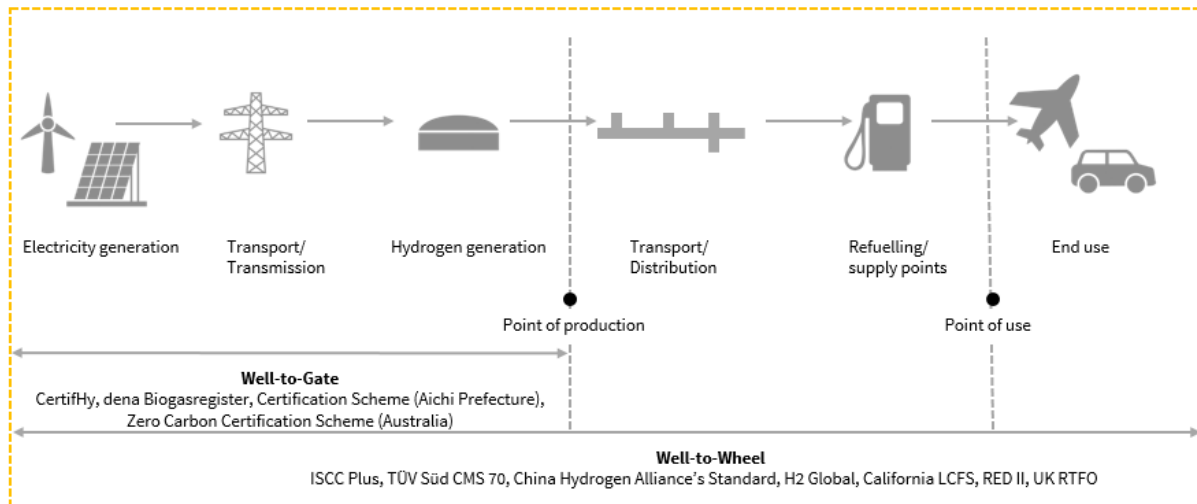 Electricity generation
Transport/
Transmission
Hydrogen generation
Transport/
Distribution
Refuelling/
supply points
End use
Point of production
Point of use
Well-to-Gate
CertifHy, dena Biogasregister, Certification Scheme (Aichi Prefecture),
Zero Carbon Certification Scheme (Australia)
Well-to-Wheel
ISCC Plus, TÜV Süd CMS 70, China Hydrogen Alliance's Standard, H2 Global, California LCFS, RED II, UK RTFO